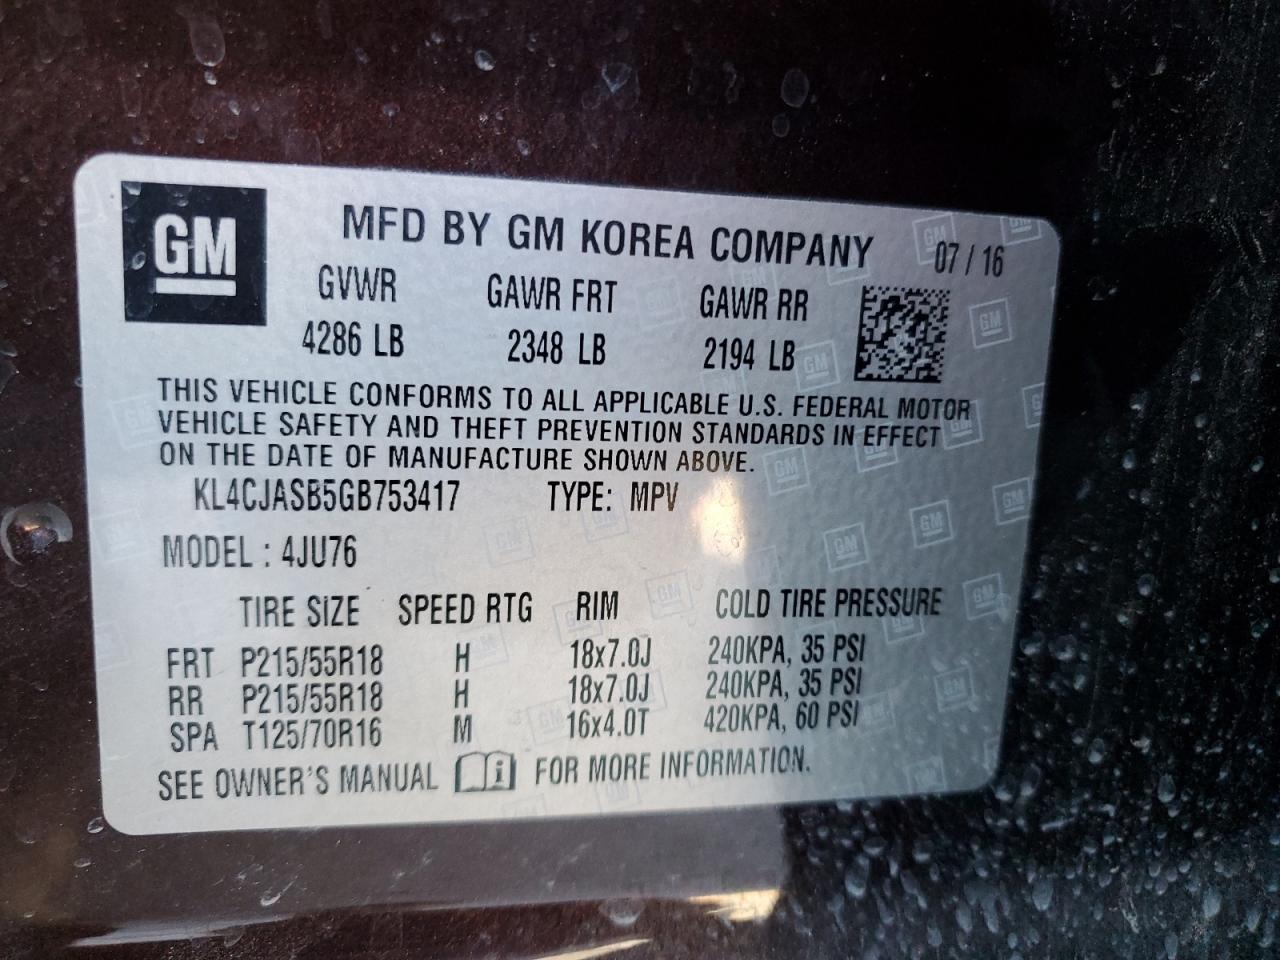 GM
MFD BY GM KOREA COMPANY 07 / 16
GVWR GAWR FRT GAWR RR
4286 LB 2348 LB 2194 LB
THIS VEHICLE CONFORMS TO ALL APPLICABLE U.S. FEDERAL MOTOR
VEHICLE SAFETY AND THEFT PREVENTION STANDARDS IN EFFECT
ON THE DATE OF MANUFACTURE SHOWN ABOVE.
KL4CJASB5GB753417 TYPE: MPV
MODEL : 4JU76
TIRE SIZE SPEED RTG RIM COLD TIRE PRESSURE
FRT P215/55R18 H 18x7.0J 240KPA, 35 PSI
RR P215/55R18 H 18x7.0J 240KPA, 35 PSI
SPA T125/70R16 M 16x4.0T 420KPA, 60 PSI
SEE OWNER'S MANUAL i FOR MORE INFORMATION.